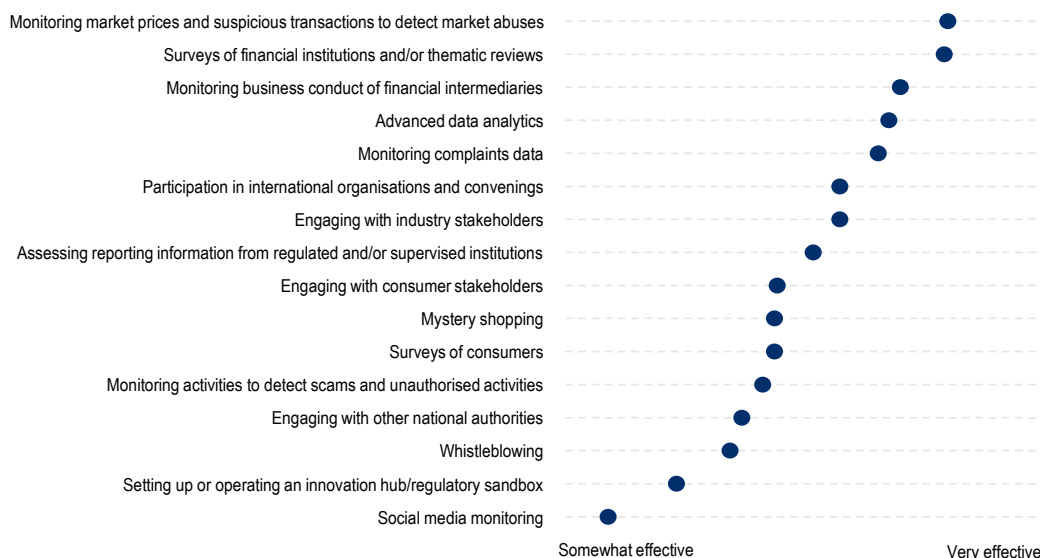 Monitoring market prices and suspicious transactions to detect market abuses
Surveys of financial institutions and/or thematic reviews
Monitoring business conduct of financial intermediaries
Advanced data analytics
Monitoring complaints data
Participation in international organisations and convenings
Engaging with industry stakeholders
Assessing reporting information from regulated and/or supervised institutions
Engaging with consumer stakeholders
Mystery shopping
Surveys of consumers
Monitoring activities to detect scams and unauthorised activities
Engaging with other national authorities
Whistleblowing
Setting up or operating an innovation hub/regulatory sandbox
Social media monitoring
Somewhat effective
Very effective